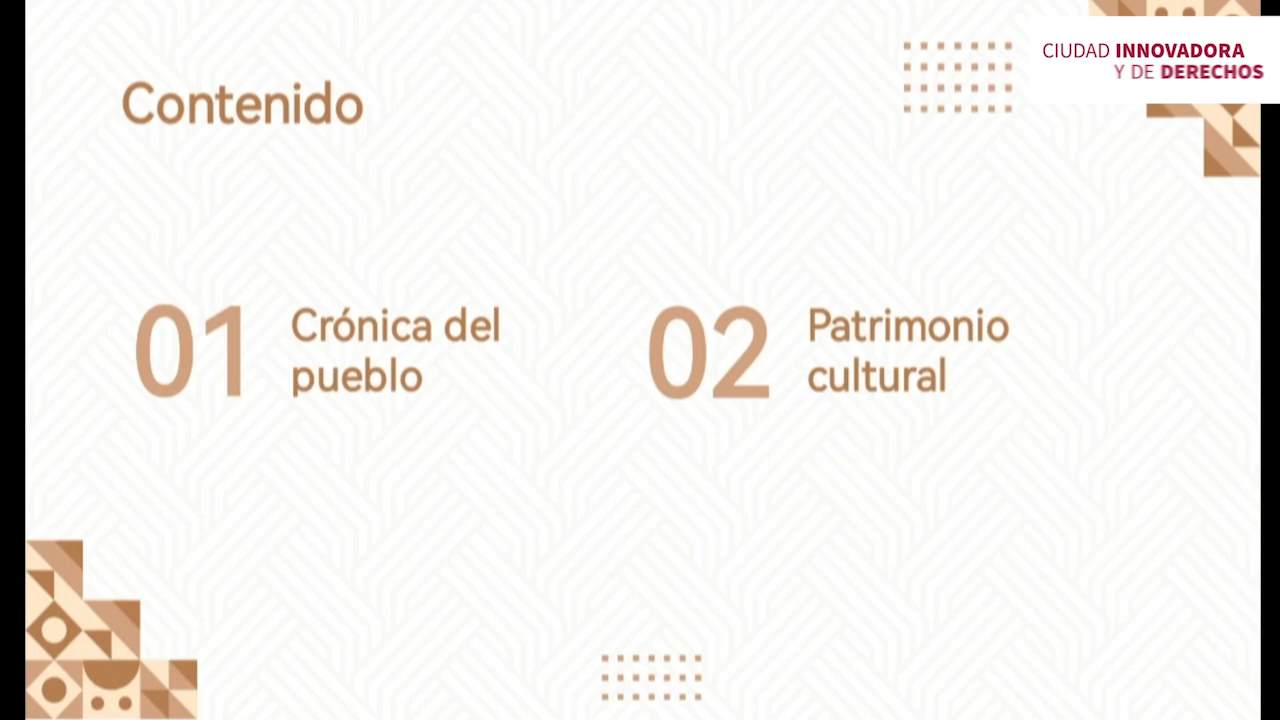 CIUDAD INNOVADORA
Y DE DERECHOS
Contenido
01
Crónica del
pueblo
02
Patrimonio
cultural